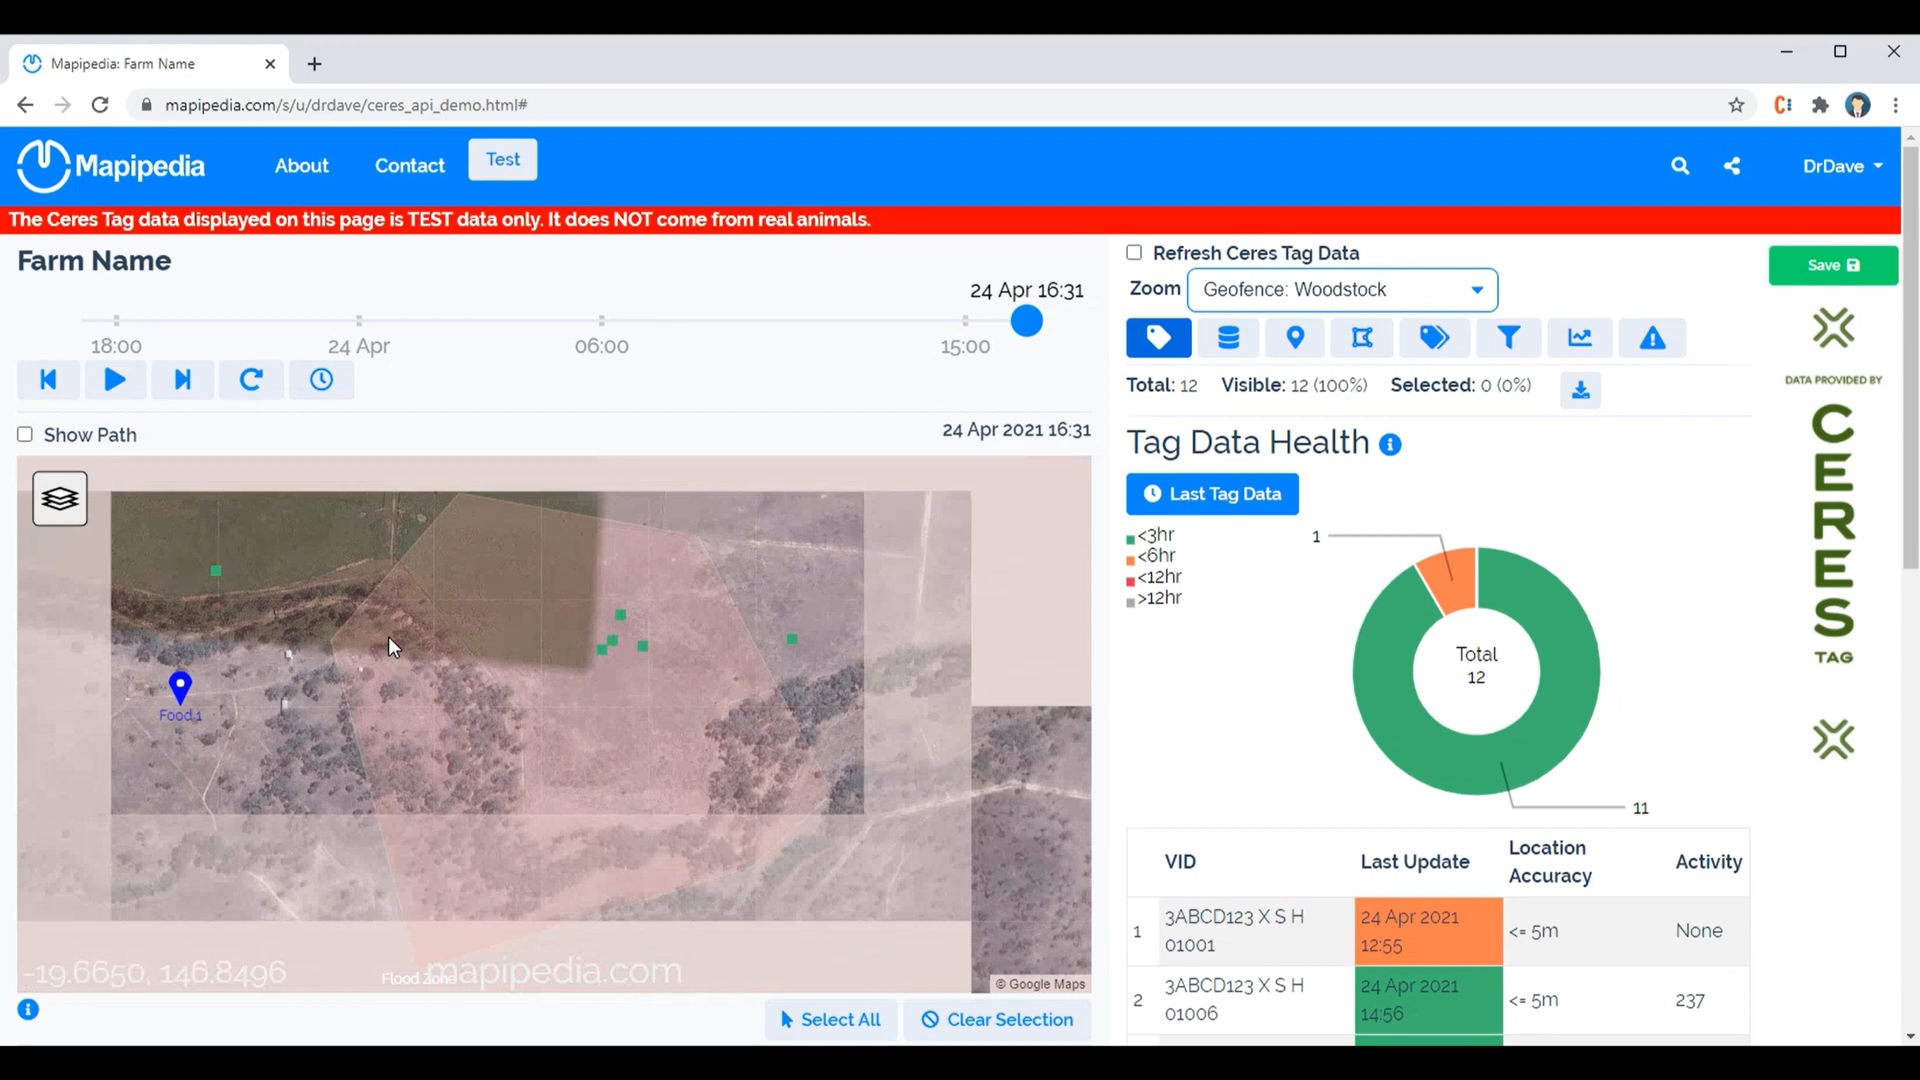 Mapipedia: Farm Name
mapipedia.com/s/u/drdave/ceres_api_demo.html#
Mapipedia
About
Contact
Test
DrDave
The Ceres Tag data displayed on this page is TEST data only. It does NOT come from real animals.
Farm Name
24 Apr 16:31
18:00
24 Apr
06:00
15:00
Show Path
24 Apr 2021 16:31
Food 1
-19.6650, 146.8496
Flood Zone
mapipedia.com
© Google Maps
Select All
Clear Selection
Refresh Ceres Tag Data
Zoom
Geofence: Woodstock
Total: 12
Visible: 12 (100%)
Selected: 0 (0%)
Tag Data Health
Last Tag Data
<3hr
<6hr
<12hr
>12hr
1
Total
12
11
VID
Last Update
Location
Accuracy
Activity
1
3ABCD123 X S H
01001
24 Apr 2021
12:55
<= 5m
None
2
3ABCD123 X S H
01006
24 Apr 2021
14:56
<= 5m
237
Save
DATA PROVIDED BY
CERES
TAG